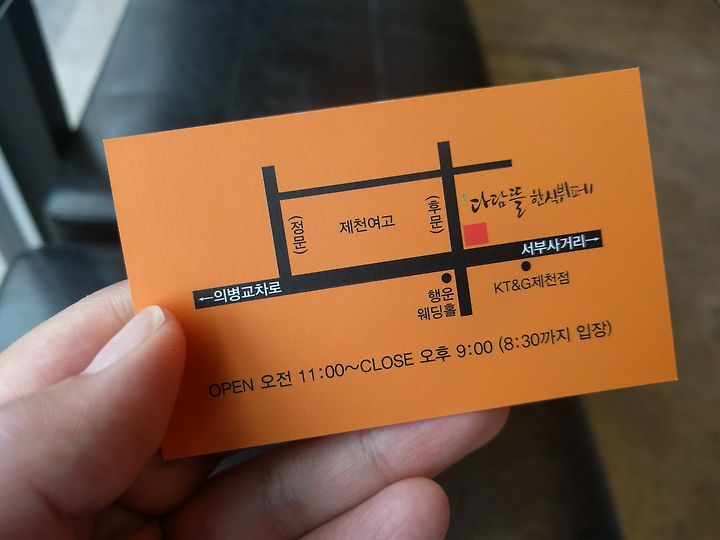 다람뜰 한식뷔페
(정문)
제천여고
(후문)
서부사거리→
←의병교차로
행운
웨딩홀
KT&G제천점
OPEN 오전 11:00~CLOSE 오후 9:00 (8:30까지 입장)